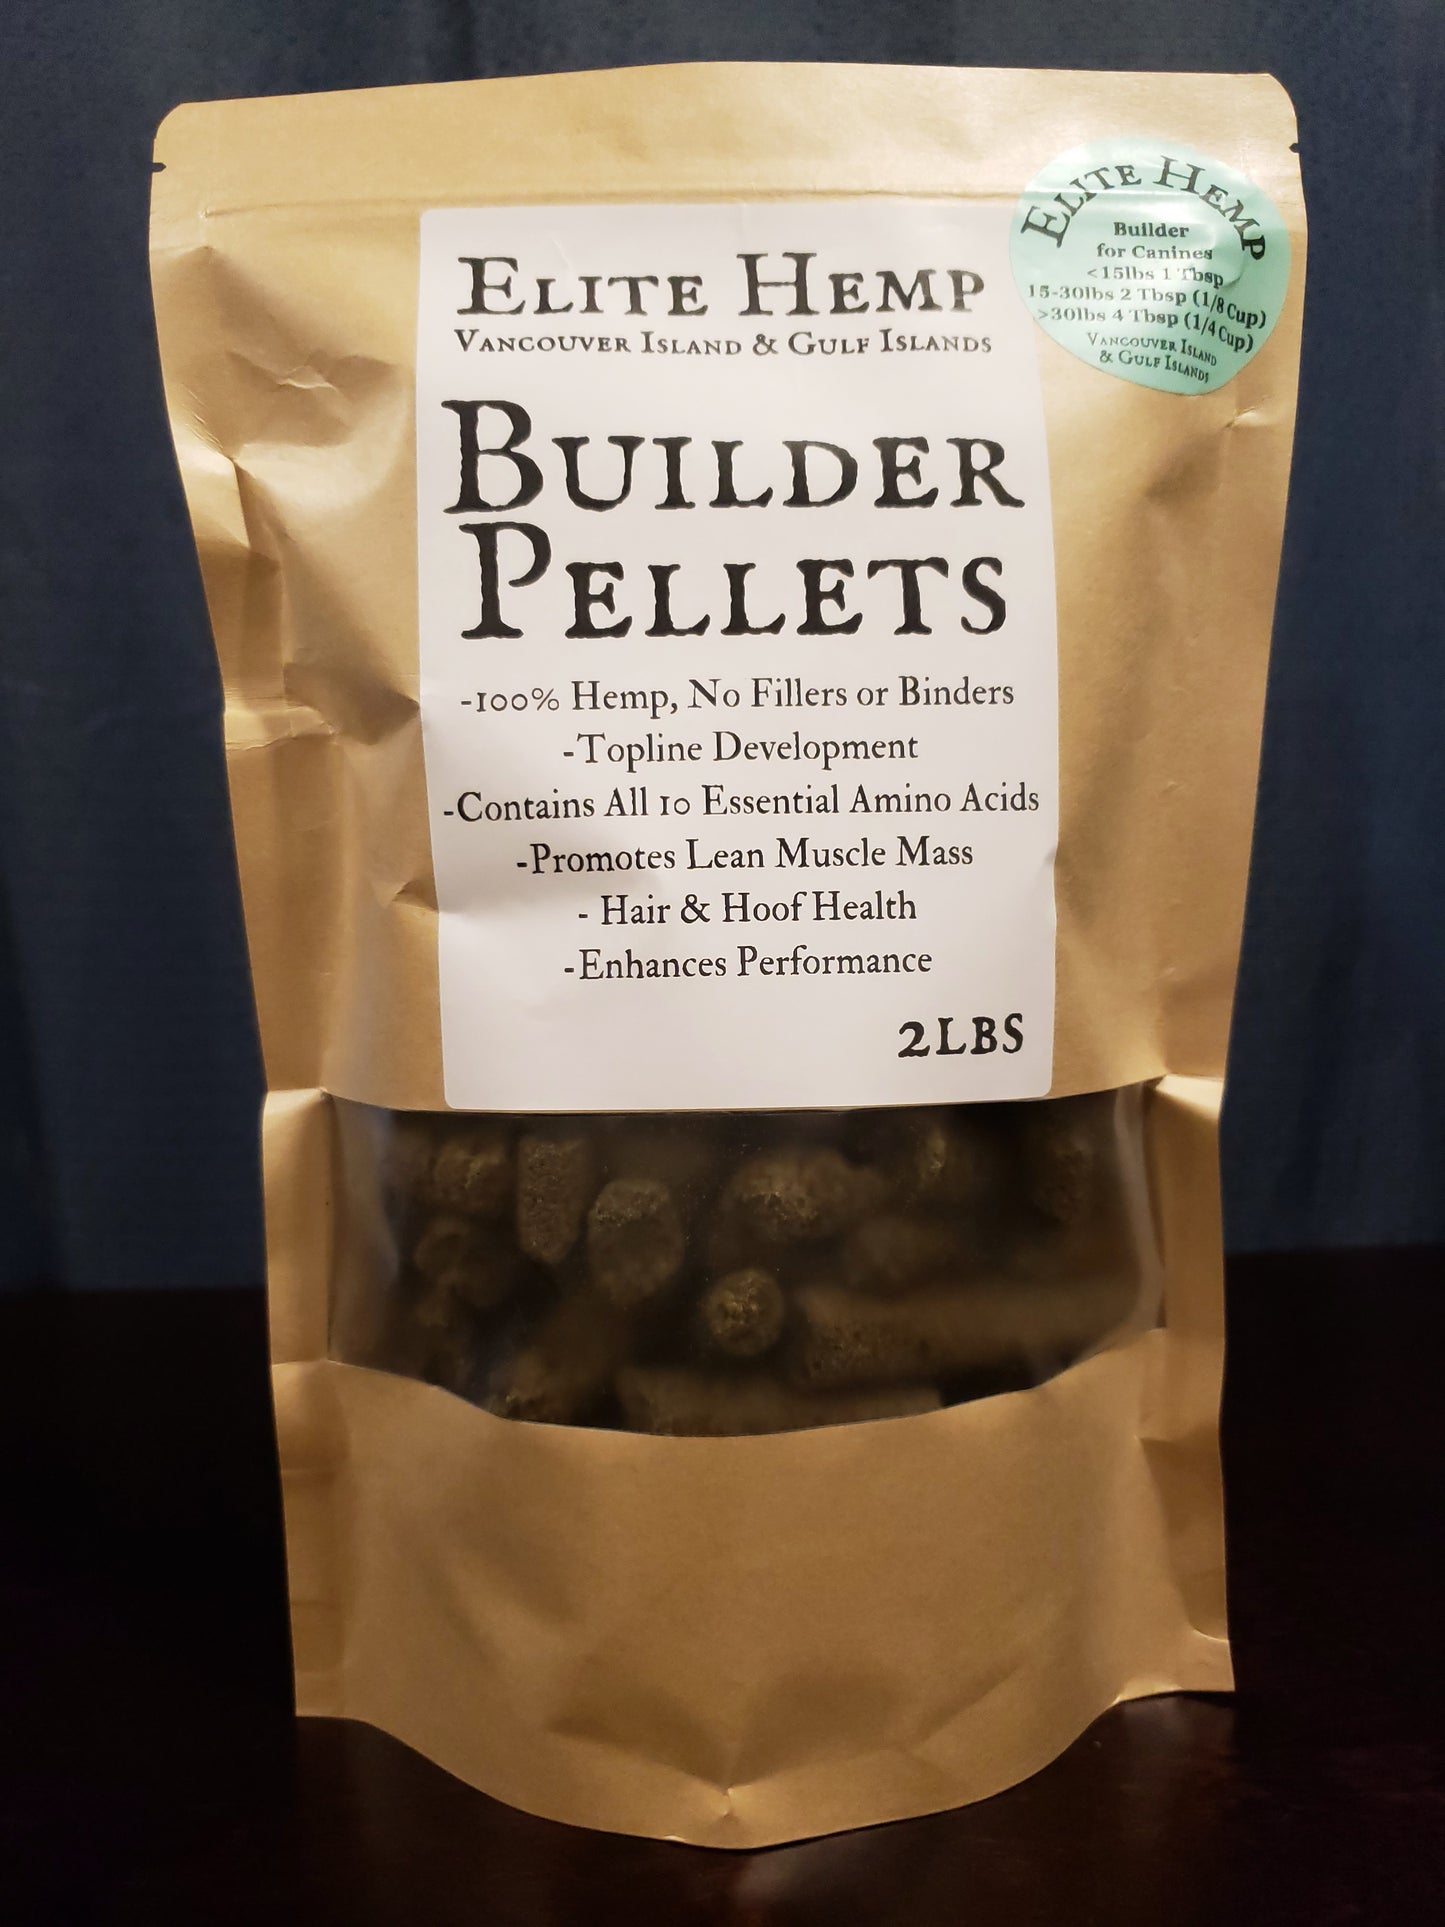 ELITE HEMP
VANCOUVER ISLAND & GULF ISLANDS
BUILDER
PELLETS
-100% Hemp, No Fillers or Binders
-Topline Development
-Contains All 10 Essential Amino Acids
-Promotes Lean Muscle Mass
- Hair & Hoof Health
-Enhances Performance
2LBS
ELITE HEMP
Builder
for Canines
<15lbs 1 Tbsp
15-30lbs 2 Tbsp (1/8 Cup)
>30lbs 4 Tbsp (1/4 Cup)
VANCOUVER ISLAND
& GULF ISLANDS